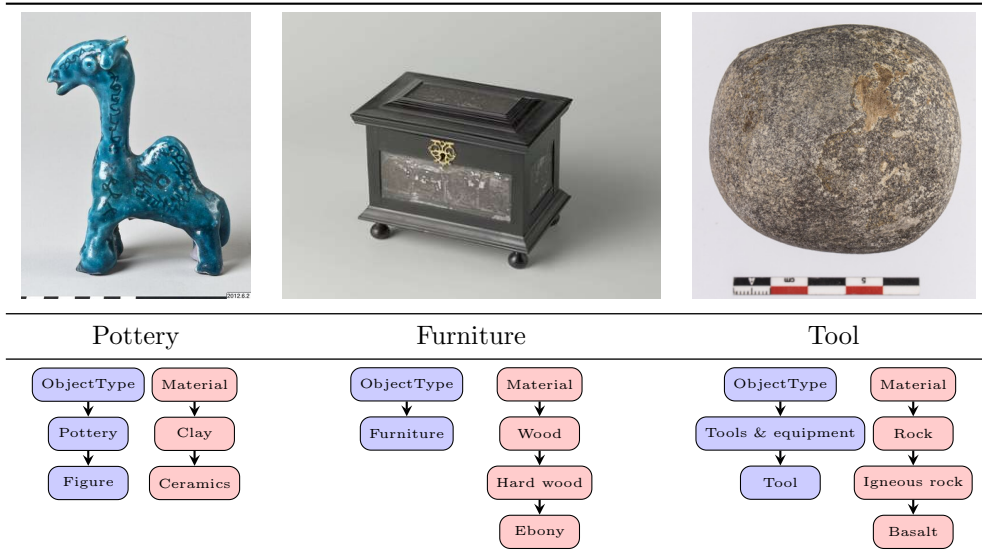 2012.6.2
cm 5
Pottery Furniture Tool
ObjectType Material ObjectType Material ObjectType Material
Pottery Clay Furniture Wood Tools & equipment Rock
Figure Ceramics Hard wood Tool Igneous rock
Ebony Basalt